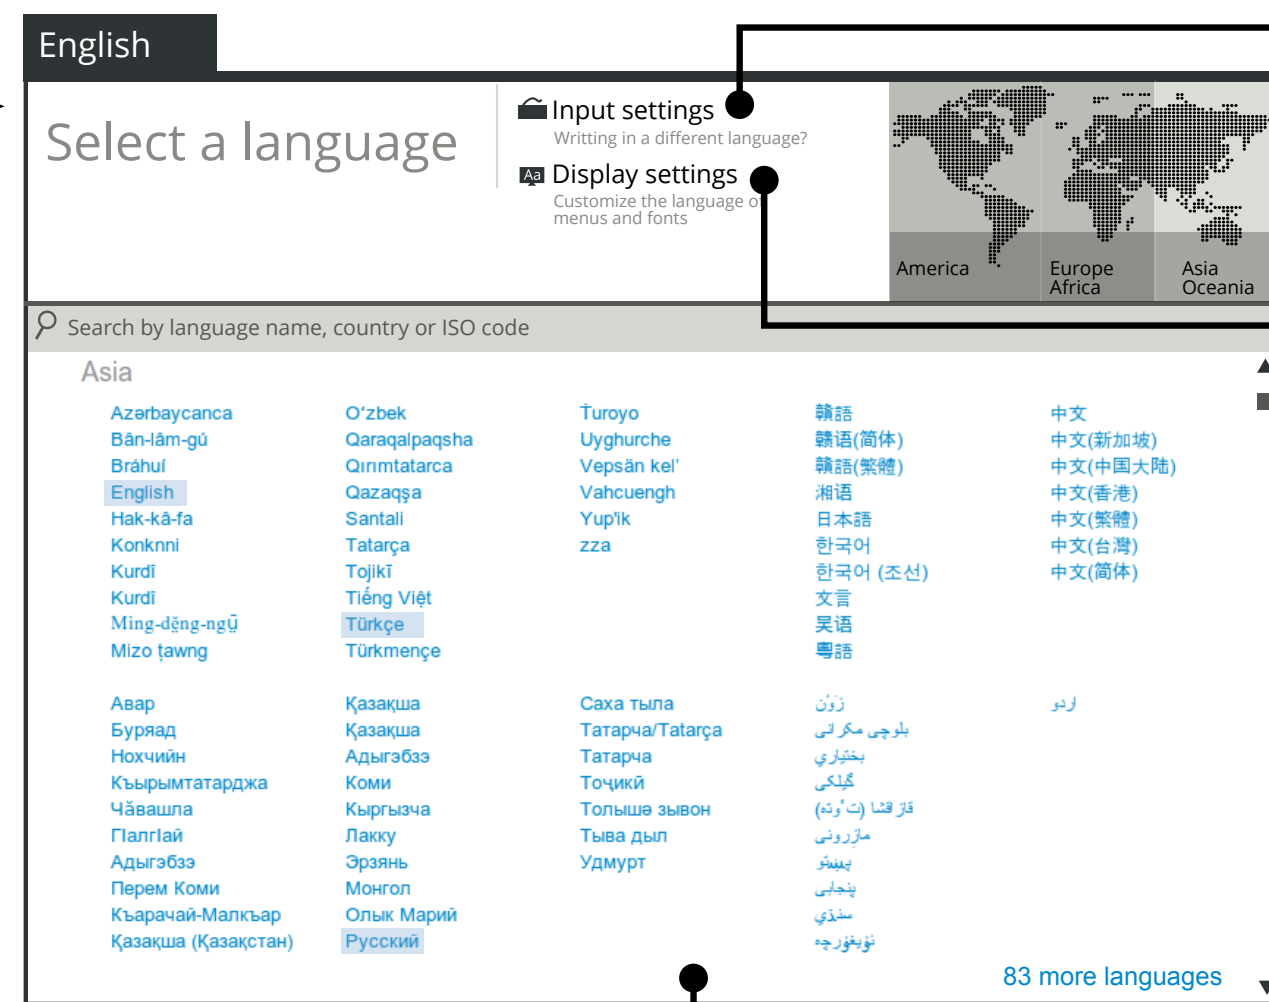 English
Select a language
Input settings
Writting in a different language?
Display settings
Customize the language of
menus and fonts
America
Europe
Africa
Asia
Oceania
Search by language name, country or ISO code
Asia
Azərbaycanca
Bân-lâm-gú
Bráhuí
English
Hak-kâ-fa
Konknni
Kurdî
Kurdî
Mìng-dĕ̤ng-ngṳ̄
Mizo ţawng
Oʻzbek
Qaraqalpaqsha
Qırımtatarca
Qazaqşa
Santali
Tatarça
Tojikī
Tiếng Việt
Türkçe
Türkmençe
Ṫuroyo
Uyghurche
Vepsän kel’
Vahcuengh
Yup'ik
zza
贛語
赣语(简体)
贛語(繁體)
湘语
日本語
한국어
한국어 (조선)
文言
吴语
粵語
中文
中文(新加坡)
中文(中国大陆)
中文(香港)
中文(繁體)
中文(台灣)
中文(简体)
Авар
Буряад
Нохчийн
Къырымтатарджа
Чӑвашла
ГІалгІай
Адыгэбзэ
Перем Коми
Къарачай-Малкъар
Қазақша (Қазақстан)
Қазақша
Қазақша
Адыгэбзэ
Коми
Кыргызча
Лакку
Эрзянь
Монгол
Олык Марий
Русский
Саха тыла
Татарча/Tatarça
Татарча
Тоҷикӣ
Толышә зывон
Тыва дыл
Удмурт
بلوچی مکرانی
بختياري
گیلکی
مازِرونی
پښتو
پنجابی
سنڌي
ئۇيغۇرچە
اردو
83 more languages